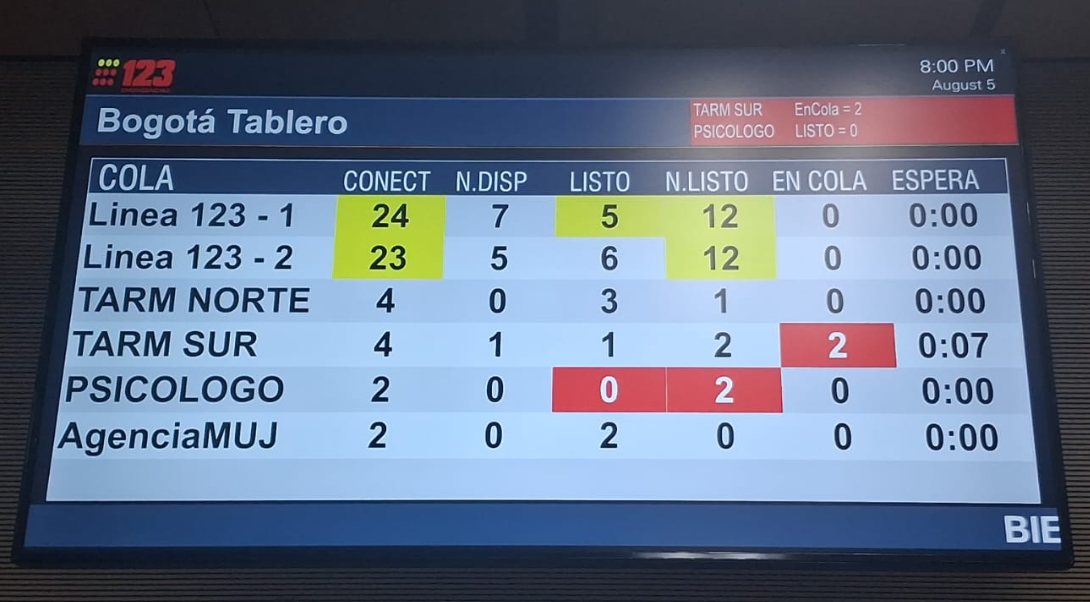 123
8:00 PM
August 5
Bogotá Tablero
TARM SUR EnCola = 2
PSICOLOGO LISTO = 0
COLA CONECT N.DISP LISTO N.LISTO EN COLA ESPERA
Linea 123 - 1 24 7 5 12 0 0:00
Linea 123 - 2 23 5 6 12 0 0:00
TARM NORTE 4 0 3 1 0 0:00
TARM SUR 4 1 1 2 2 0:07
PSICOLOGO 2 0 0 2 0 0:00
AgenciaMUJ 2 0 2 0 0 0:00
BIE